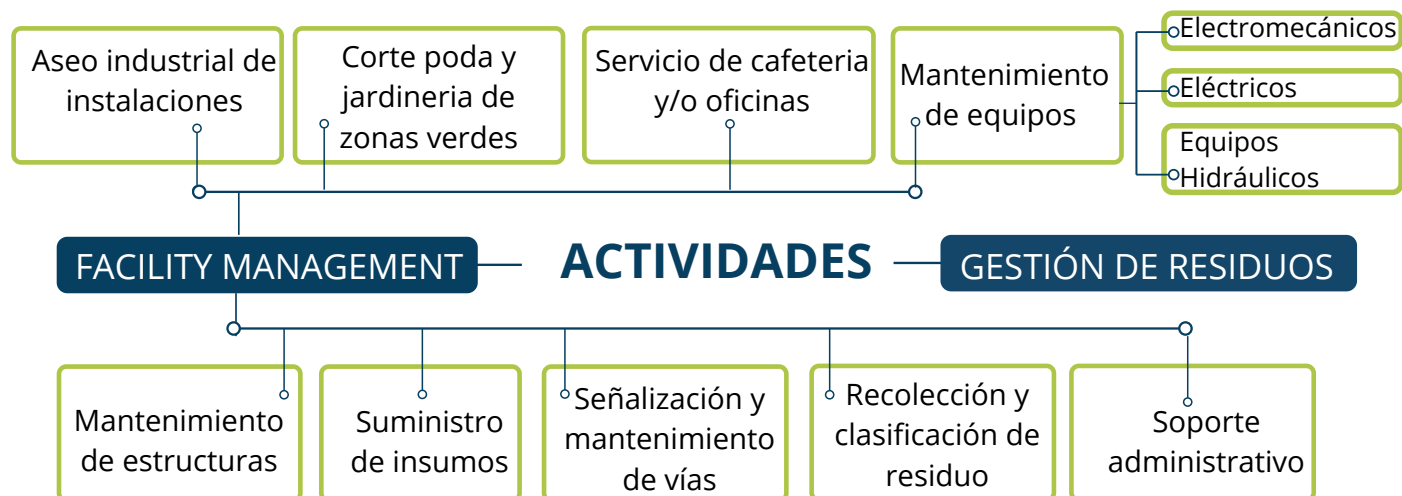 Aseo industrial de
instalaciones
Corte poda y
jardineria de
zonas verdes
Servicio de cafeteria
y/o oficinas
Mantenimiento
de equipos
Electromecánicos
Eléctricos
Equipos
Hidráulicos
FACILITY MANAGEMENT
ACTIVIDADES
GESTIÓN DE RESIDUOS
Mantenimiento
de estructuras
Suministro
de insumos
Señalización y
mantenimiento
de vías
Recolección y
clasificación de
residuo
Soporte
administrativo